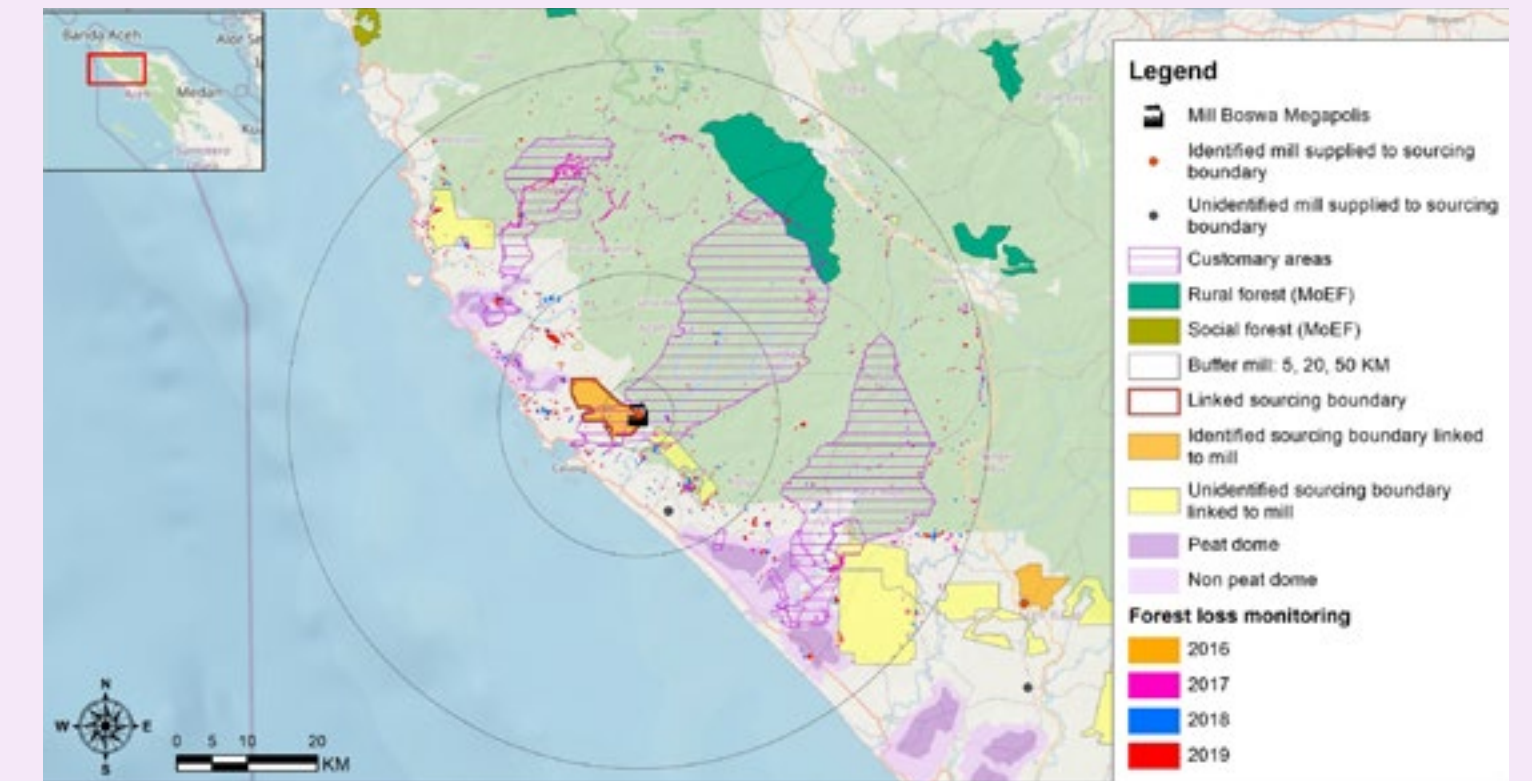 Banda Aceh
Medan
Legend
Mill Boswa Megapolis
Identified mill supplied to sourcing
boundary
Unidentified mill supplied to sourcing
boundary
Customary areas
Rural forest (MoEF)
Social forest (MoEF)
Buffer mill: 5, 20, 50 KM
Linked sourcing boundary
Identified sourcing boundary linked
to mill
Unidentified sourcing boundary
linked to mill
Peat dome
Non peat dome
Forest loss monitoring
2016
2017
2018
2019
N
W
E
S
0 5 10 20
KM